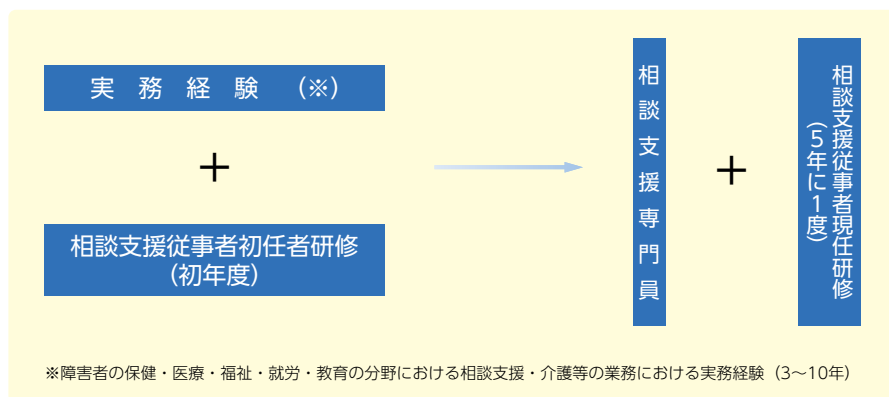 実 務 経 験 (※)
+
相談支援従事者初任者研修
(初年度)
相談支援専門員
+
相談支援従事者現任研修
(5年に1度)
※障害者の保健・医療・福祉・就労・教育の分野における相談支援・介護等の業務における実務経験(3〜10年)